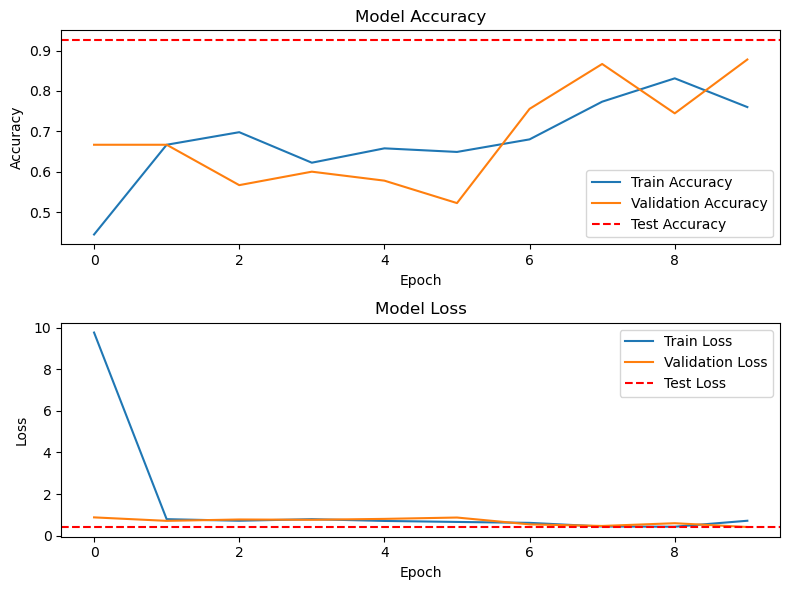 Model Accuracy
Accuracy
0.9
0.8
0.7
0.6
0.5
Train Accuracy
Validation Accuracy
Test Accuracy
0 2 4 6 8
Epoch
Model Loss
Loss
10
8
6
4
2
0
Train Loss
Validation Loss
Test Loss
0 2 4 6 8
Epoch